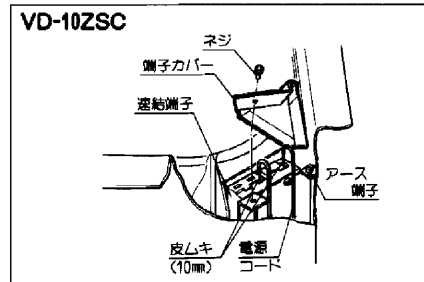 VD-10ZSC
ネジ
端子カバー
速結端子
アース
端子
皮ムキ
(10mm)
電源
コード